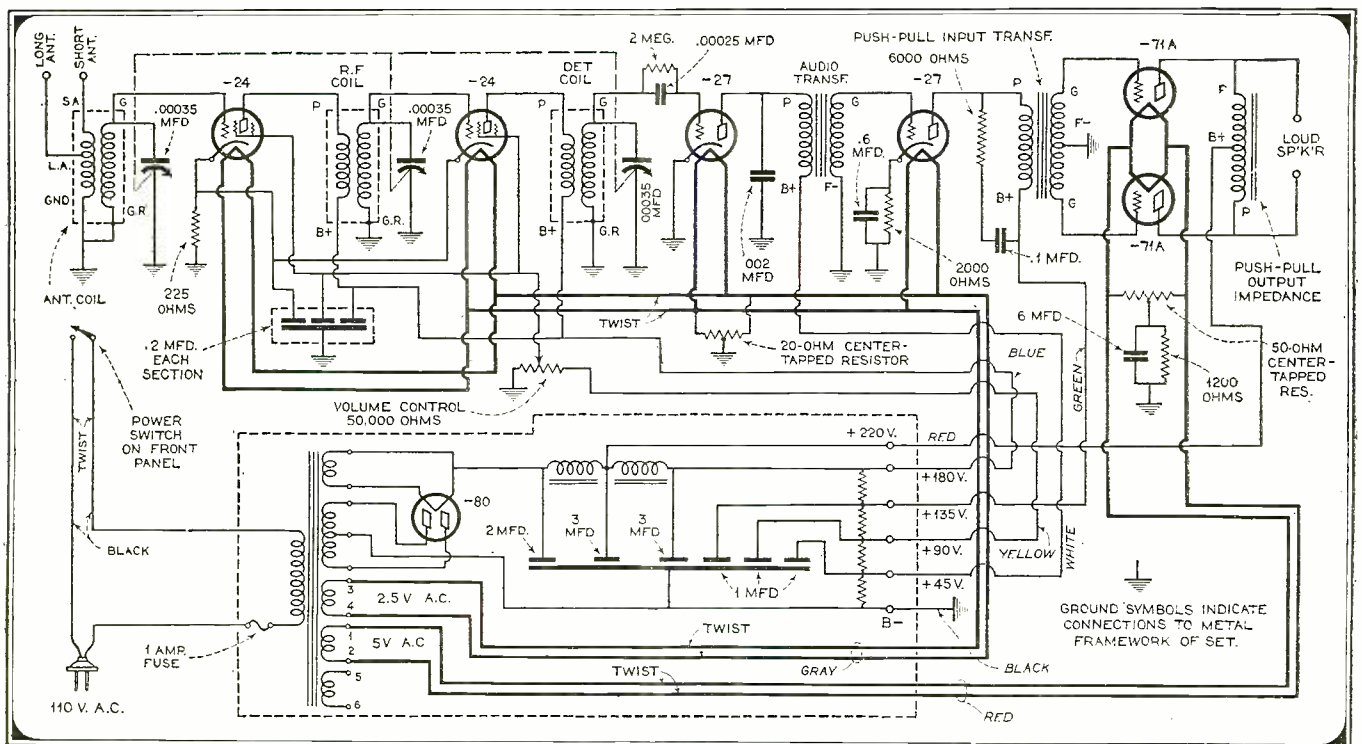 LONG ANT.
SHORT ANT.
SA.
G
L.A.
GND
G.R.
.00035 MFD
-24
R.F COIL
P
G
.00035 MFD
B+
G.R.
-24
DET COIL
P
G
.00035 MFD
B+
G.R
2 MEG.
.00025 MFD
-27
AUDIO TRANSF.
P
G
B+
F-
.6 MFD.
-27
PUSH-PULL INPUT TRANSF.
6000 OHMS
P
G
F-
B+
G
-71A
-71A
F
B+
P
LOUD SP'K'R
ANT. COIL
225 OHMS
.2 MFD. EACH SECTION
002 MFD
2000 OHMS
.1 MFD.
PUSH-PULL OUTPUT IMPEDANCE
TWIST
20-OHM CENTER-TAPPED RESISTOR
6 MFD
50-OHM CENTER-TAPPED RES.
1200 OHMS
BLUE
GREEN
POWER SWITCH ON FRONT PANEL
TWIST
VOLUME CONTROL
50,000 OHMS
+ 220 V.
RED
+180 V.
-80
2 MFD.
3 MFD
3 MFD
+135 V.
+90 V.
YELLOW
WHITE
BLACK
1 MFD
+45 V.
3
2.5 V A.C.
4
B-
1
5V A.C
2
5
6
TWIST
GRAY
BLACK
TWIST
RED
1 AMP. FUSE
110 V. A.C.
GROUND SYMBOLS INDICATE
CONNECTIONS TO METAL
FRAMEWORK OF SET.